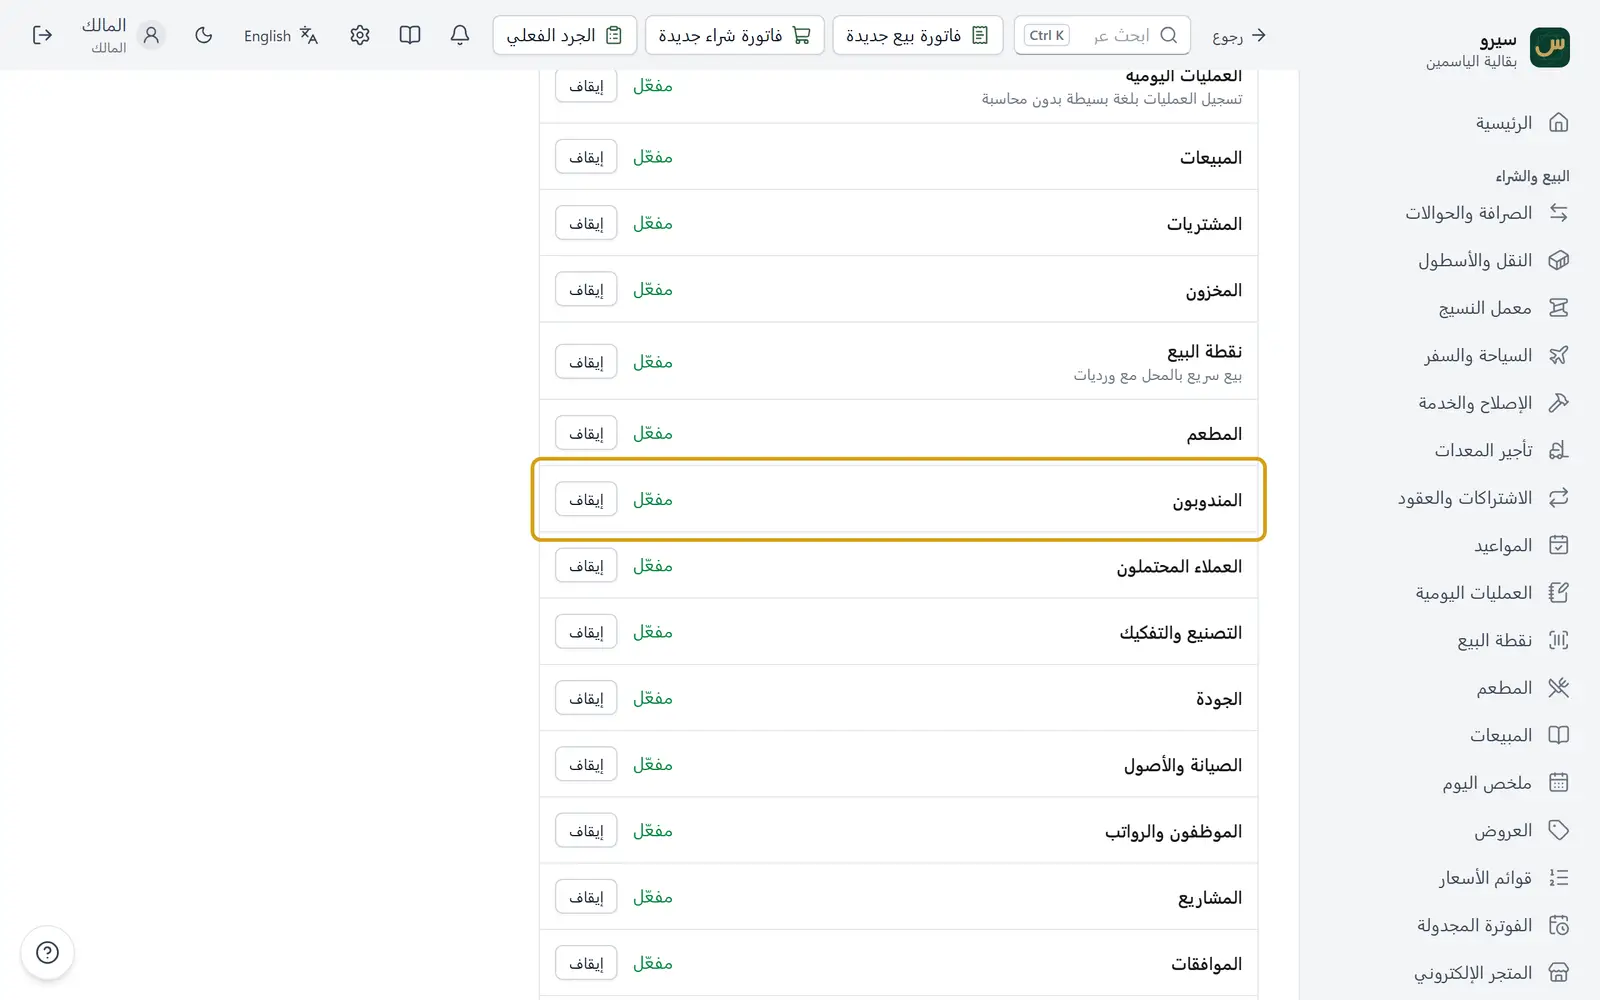 سيرو
بقالية الياسمين
رجوع
ابحث عر
Ctrl K
فاتورة بيع جديدة
فاتورة شراء جديدة
الجرد الفعلي
English
المالك
المالك
الرئيسية
البيع والشراء
الصرافة والحوالات
النقل والأسطول
معمل النسيج
السياحة والسفر
الإصلاح والخدمة
تأجير المعدات
الاشتراكات والعقود
المواعيد
العمليات اليومية
نقطة البيع
المطعم
المبيعات
ملخص اليوم
العروض
قوائم الأسعار
الفوترة المجدولة
المتجر الإلكتروني
العمليات اليومية
تسجيل العمليات بلغة بسيطة بدون محاسبة
مفعّل
إيقاف
المبيعات
مفعّل
إيقاف
المشتريات
مفعّل
إيقاف
المخزون
مفعّل
إيقاف
نقطة البيع
بيع سريع بالمحل مع ورديات
مفعّل
إيقاف
المطعم
مفعّل
إيقاف
المندوبون
مفعّل
إيقاف
العملاء المحتملون
مفعّل
إيقاف
التصنيع والتفكيك
مفعّل
إيقاف
الجودة
مفعّل
إيقاف
الصيانة والأصول
مفعّل
إيقاف
الموظفون والرواتب
مفعّل
إيقاف
المشاريع
مفعّل
إيقاف
الموافقات
مفعّل
إيقاف